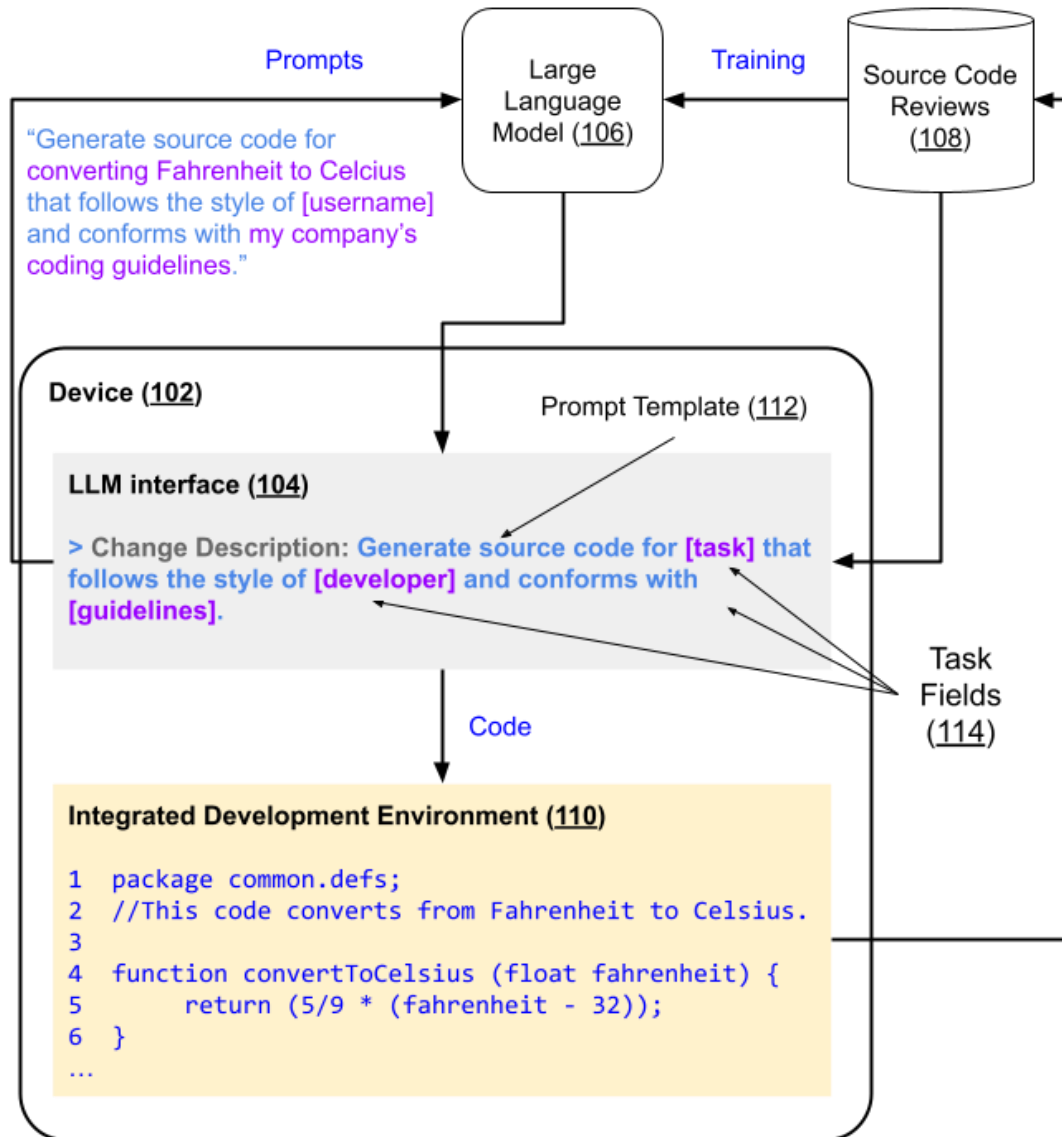 Prompts
Large
Language
Model (106)
Training
Source Code
Reviews
(108)
“Generate source code for
converting Fahrenheit to Celcius
that follows the style of [username]
and conforms with my company’s
coding guidelines.”
Device (102)
Prompt Template (112)
LLM interface (104)
> Change Description: Generate source code for [task] that
follows the style of [developer] and conforms with
[guidelines].
Task
Fields
(114)
Code
Integrated Development Environment (110)
1 package common.defs;
2 //This code converts from Fahrenheit to Celsius.
3
4 function convertToCelsius (float fahrenheit) {
5 return (5/9 * (fahrenheit - 32));
6 }
…